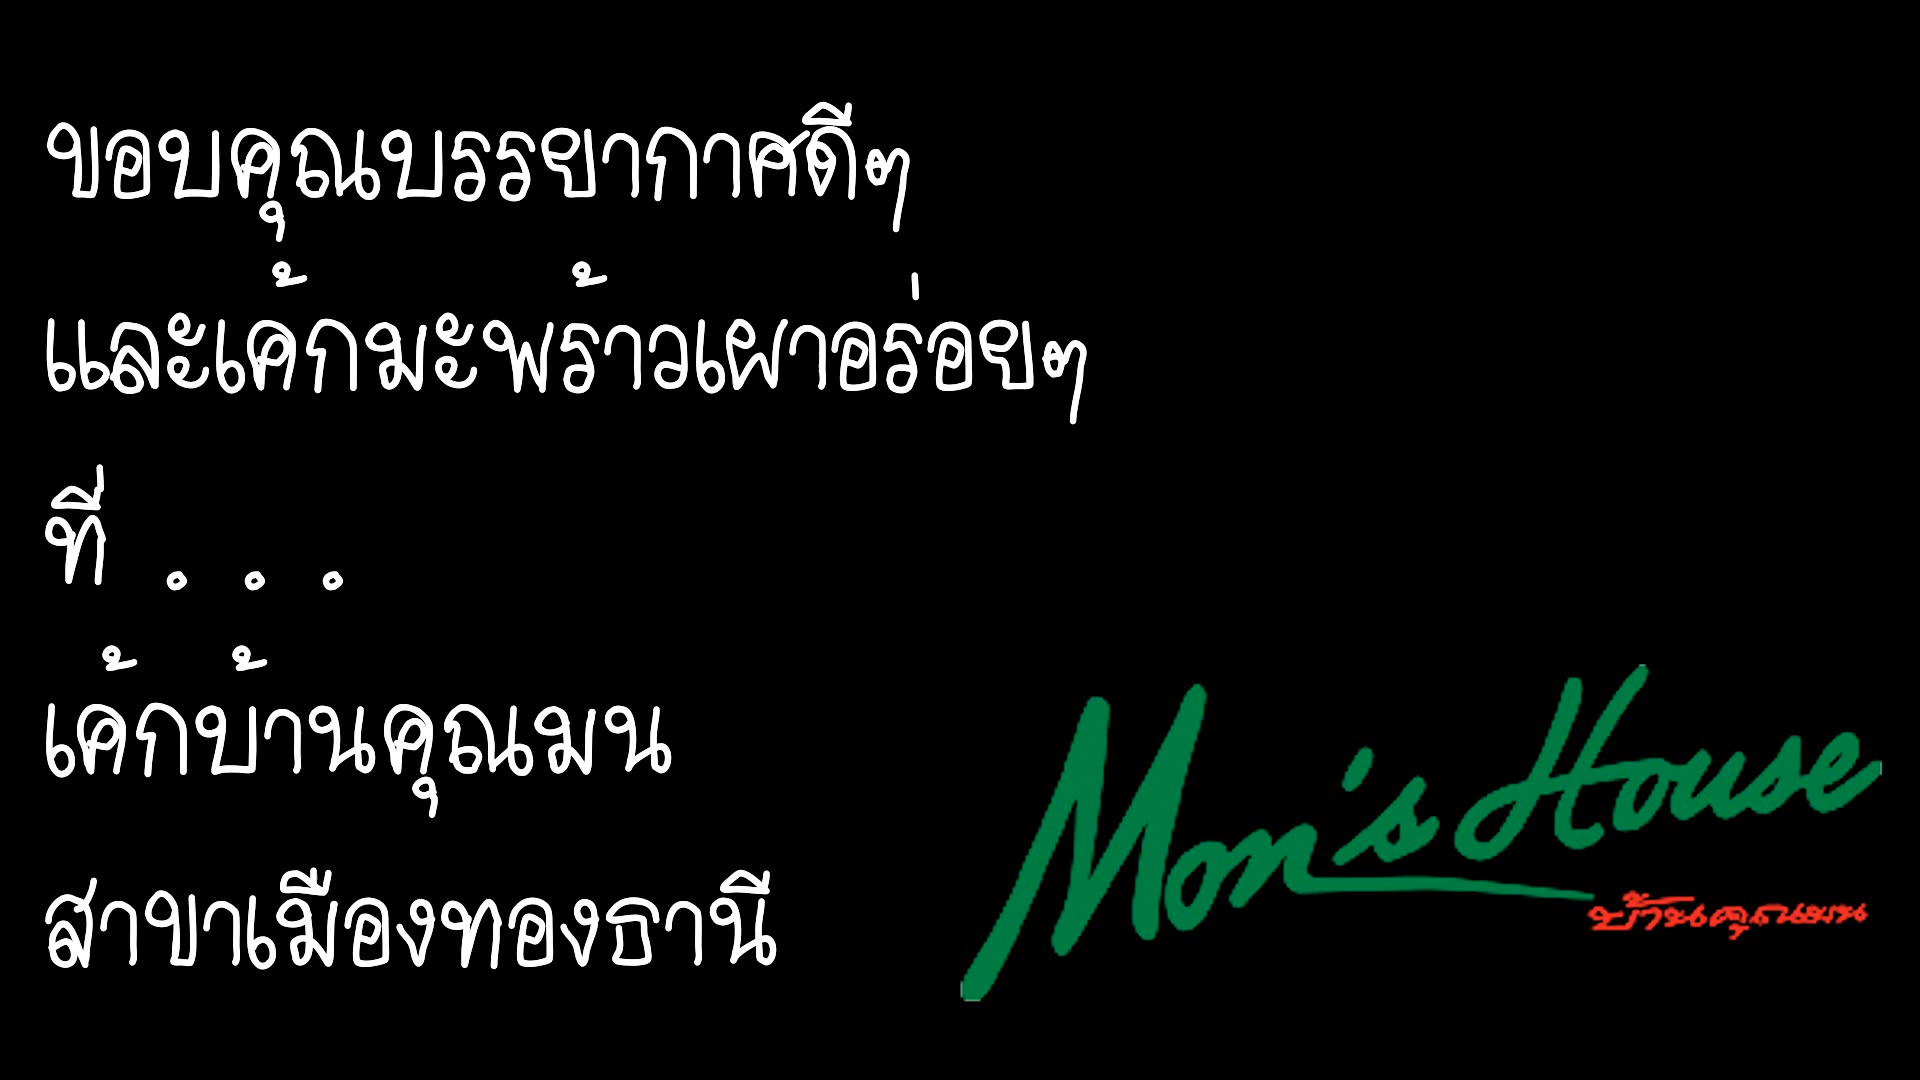 ขอบคุณบรรยากาศดีๆ
และเค้กมะพร้าวเผาอร่อยๆ
ที่ . . .
เค้กบ้านคุณมน
สาขาเมืองทองธานี
Mon's House
บ้านคุณมน